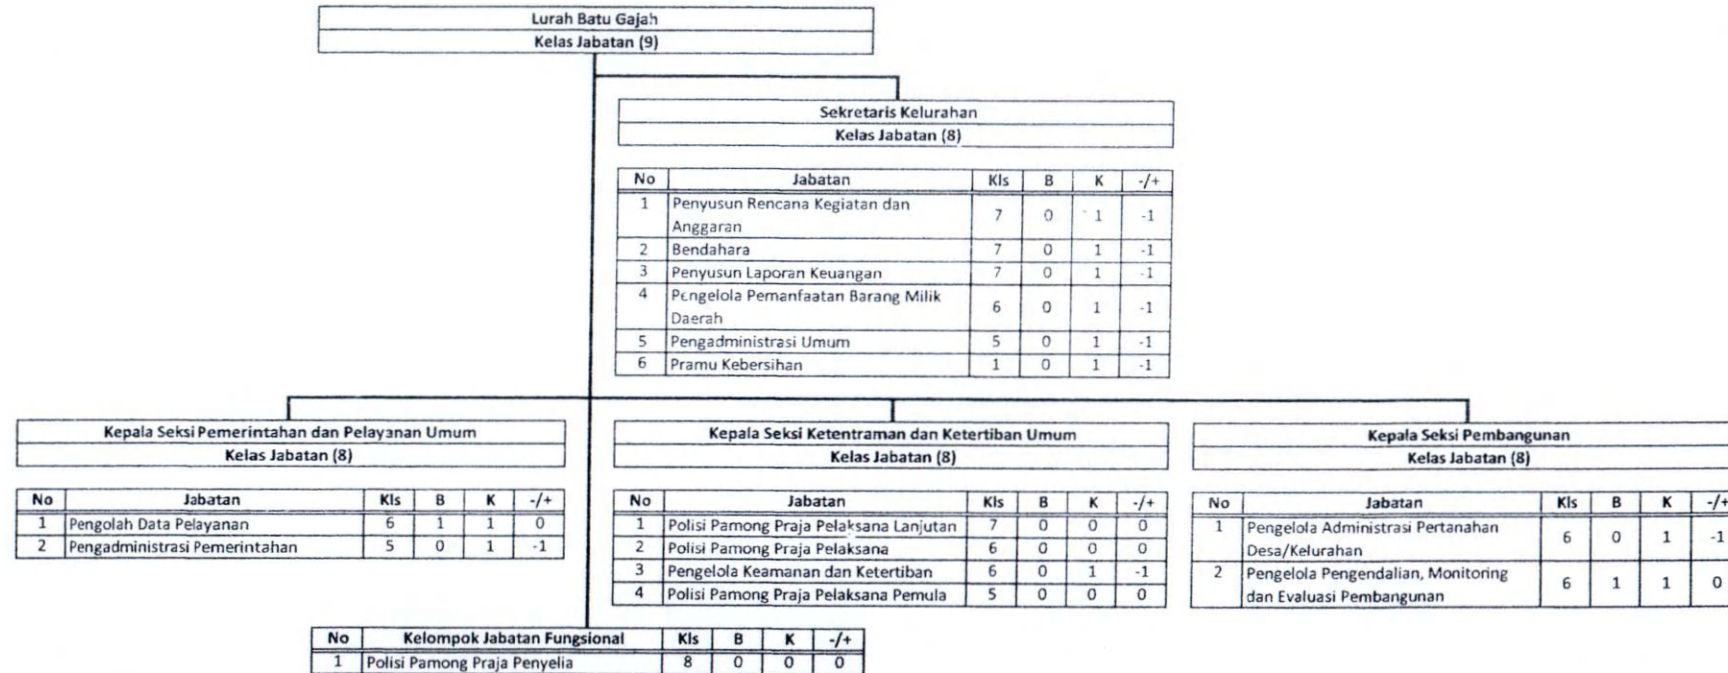 Lurah Batu Gajah
Kelas Jabatan (9)
Sekretaris Kelurahan
Kelas Jabatan (8)
No Jabatan Kls B K -/+
1 Penyusun Rencana Kegiatan dan
Anggaran 7 0 1 -1
2 Bendahara 7 0 1 -1
3 Penyusun Laporan Keuangan 7 0 1 -1
4 Pengelola Pemanfaatan Barang Milik
Daerah 6 0 1 -1
5 Pengadministrasi Umum 5 0 1 -1
6 Pramu Kebersihan 1 0 1 -1
Kepala Seksi Pemerintahan dan Pelayanan Umum
Kelas Jabatan (8)
No Jabatan Kls B K -/+
1 Pengolah Data Pelayanan 6 1 1 0
2 Pengadministrasi Pemerintahan 5 0 1 -1
Kepala Seksi Ketentraman dan Ketertiban Umum
Kelas Jabatan (8)
No Jabatan Kls B K -/+
1 Polisi Pamong Praja Pelaksana Lanjutan 7 0 0 0
2 Polisi Pamong Praja Pelaksana 6 0 0 0
3 Pengelola Keamanan dan Ketertiban 6 0 1 -1
4 Polisi Pamong Praja Pelaksana Pemula 5 0 0 0
Kepala Seksi Pembangunan
Kelas Jabatan (8)
No Jabatan Kls B K -/+
1 Pengelola Administrasi Pertanahan
Desa/Kelurahan 6 0 1 -1
2 Pengelola Pengendalian, Monitoring
dan Evaluasi Pembangunan 6 1 1 0
No Kelompok Jabatan Fungsional Kls B K -/+
1 Polisi Pamong Praja Penyelia 8 0 0 0